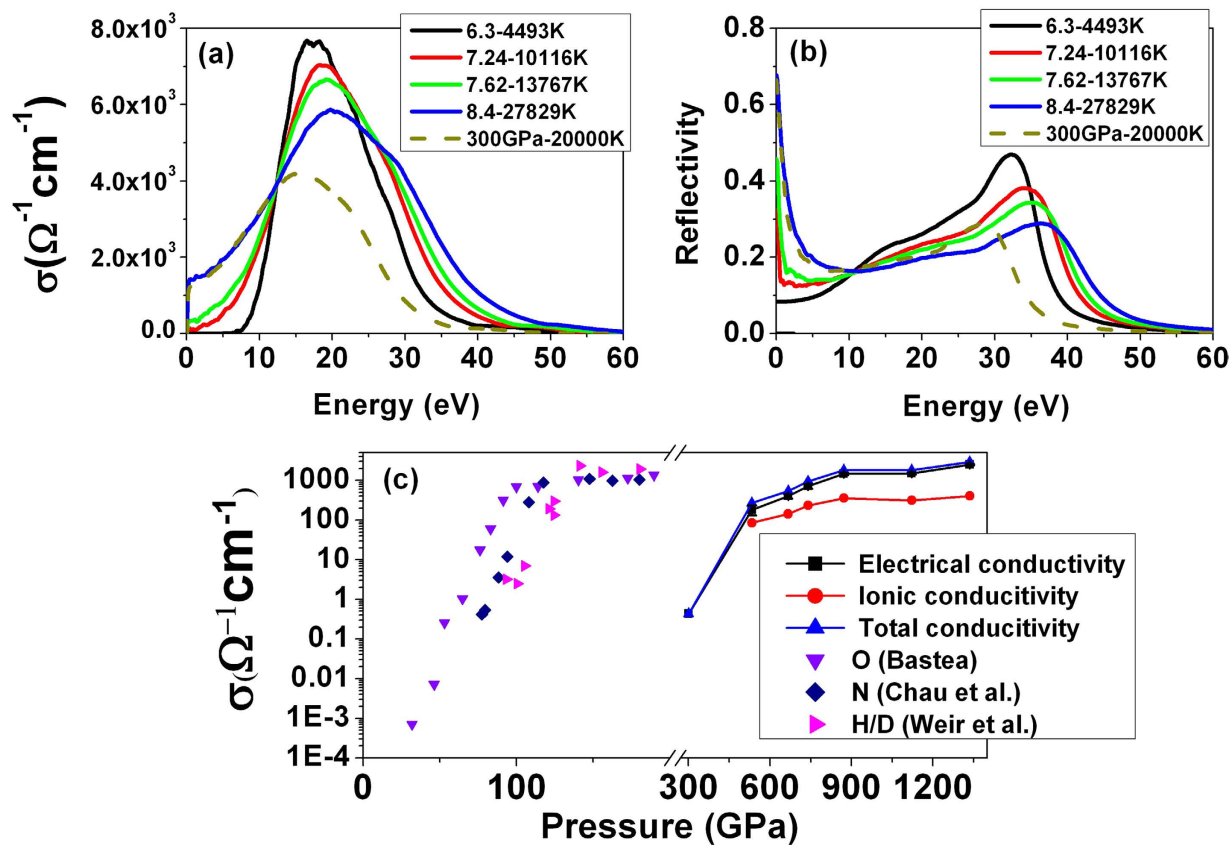 (a)
8.0x10³
6.0x10³
4.0x10³
2.0x10³
0.0
σ(Ω⁻¹cm⁻¹)
6.3-4493K
7.24-10116K
7.62-13767K
8.4-27829K
300GPa-20000K
0 10 20 30 40 50 60
Energy (eV)
(b)
0.8
0.6
0.4
0.2
0.0
Reflectivity
6.3-4493K
7.24-10116K
7.62-13767K
8.4-27829K
300GPa-20000K
0 10 20 30 40 50 60
Energy (eV)
(c)
1000
100
10
1
0.1
0.01
1E-3
1E-4
σ(Ω⁻¹cm⁻¹)
Electrical conductivity
Ionic conducitivity
Total conducitivity
O (Bastea)
N (Chau et al.)
H/D (Weir et al.)
0 100 300 600 900 1200
Pressure (GPa)